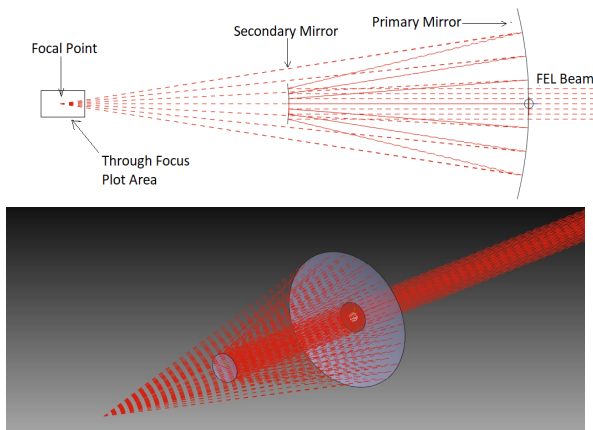 Primary Mirror
Secondary Mirror
Focal Point
FEL Beam
Through Focus
Plot Area